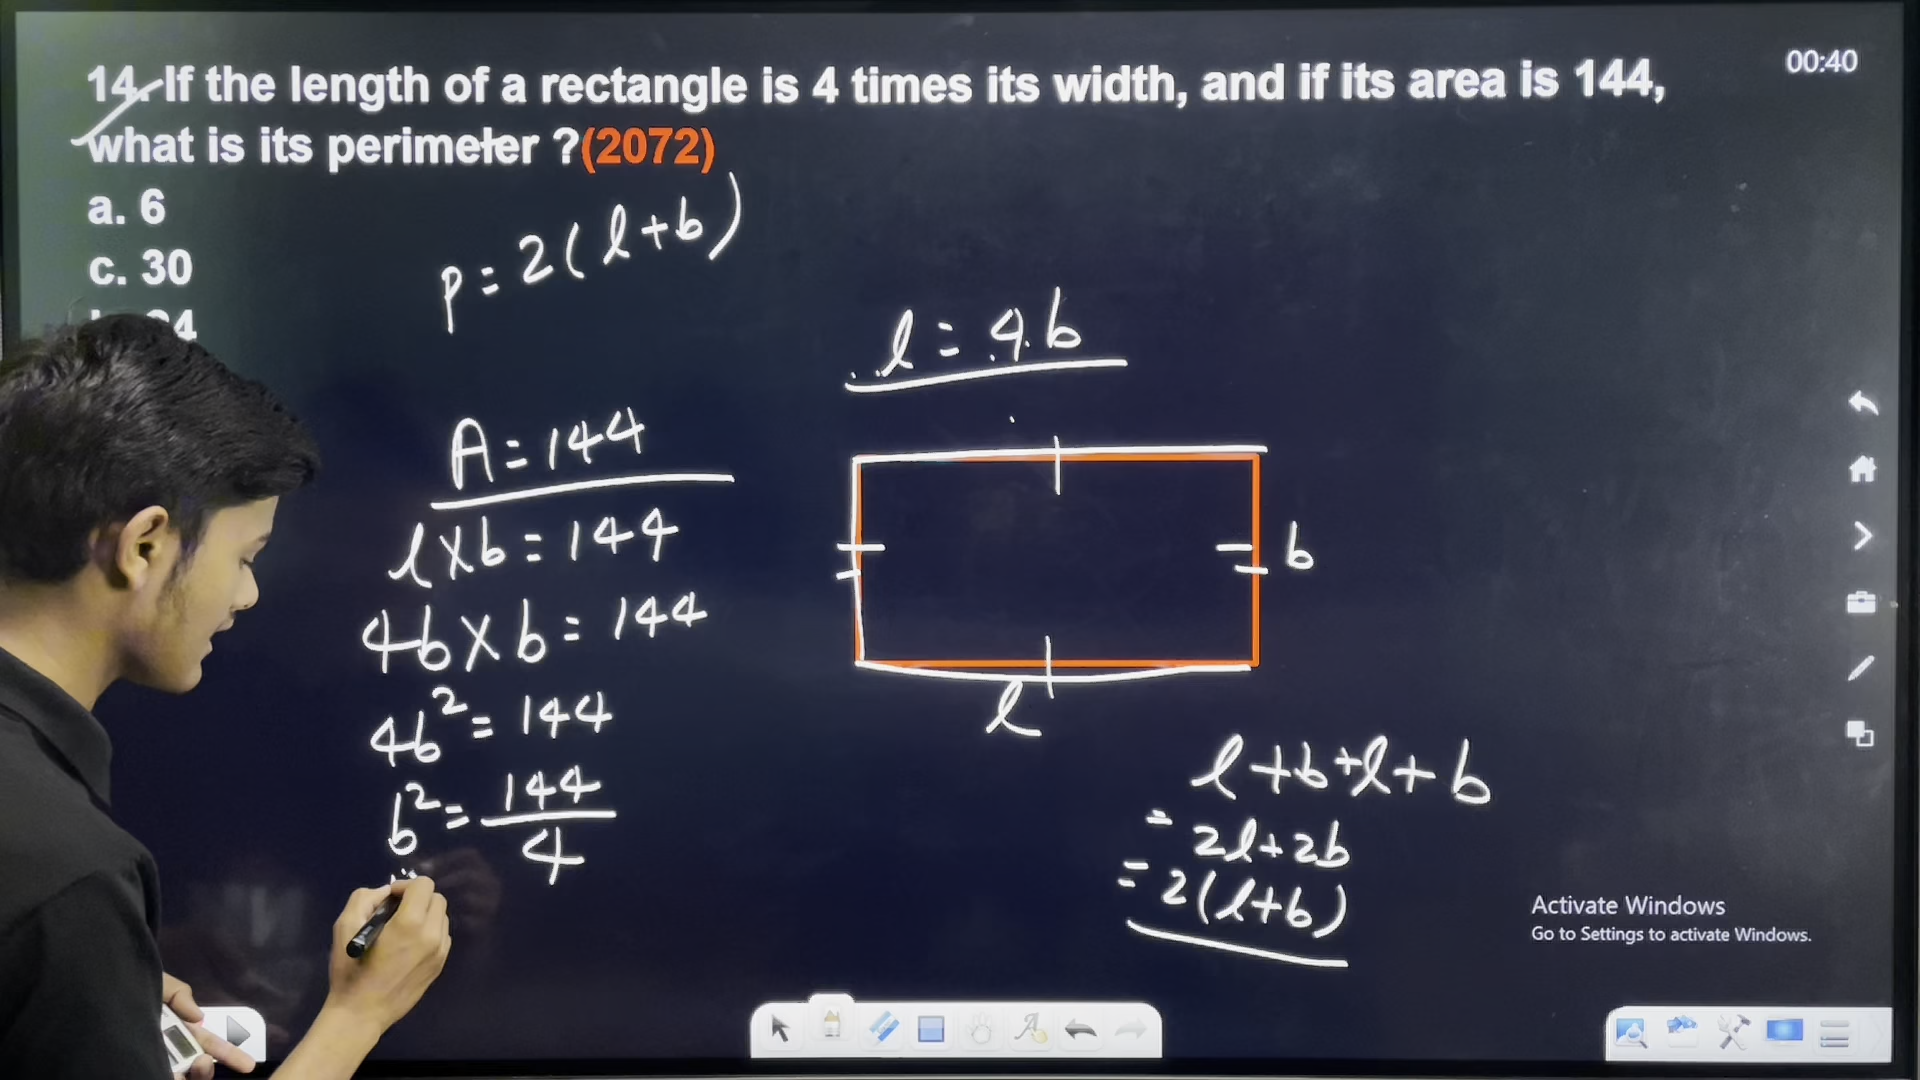 14. If the length of a rectangle is 4 times its width, and if its area is 144,
what is its perimeter ?(2072)
a. 6
c. 30
4
00:40
p = 2(l+b)
l = 4.b
A = 144
l×b = 144
4b×b = 144
4b² = 144
b² = 144/4
b
l
l+b+l+b
= 2l+2b
= 2(l+b)
Activate Windows
Go to Settings to activate Windows.